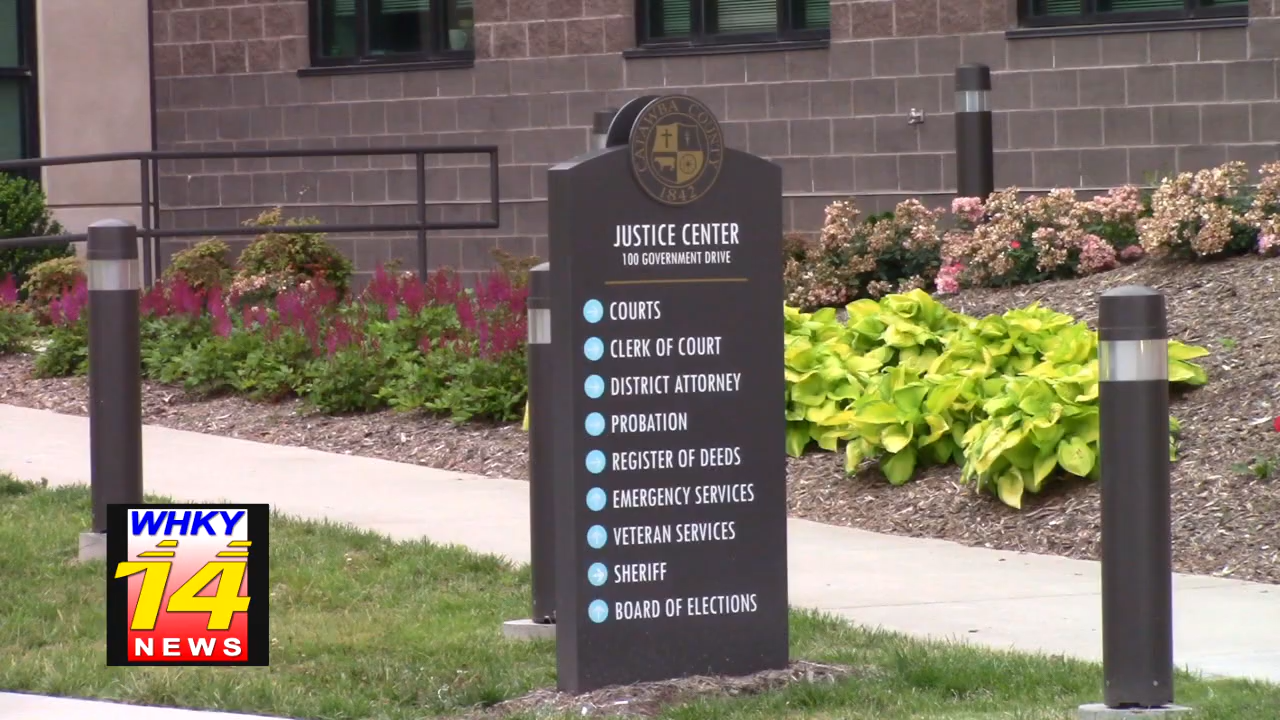 CATAWBA COUNTY
1842
JUSTICE CENTER
100 GOVERNMENT DRIVE
COURTS
CLERK OF COURT
DISTRICT ATTORNEY
PROBATION
REGISTER OF DEEDS
EMERGENCY SERVICES
VETERAN SERVICES
SHERIFF
BOARD OF ELECTIONS
WHKY
14
NEWS